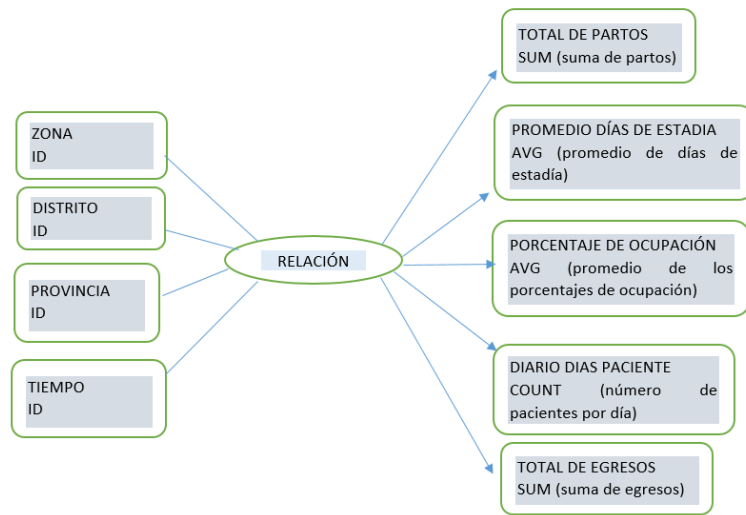 ZONA
ID
DISTRITO
ID
PROVINCIA
ID
TIEMPO
ID
RELACIÓN
TOTAL DE PARTOS
SUM (suma de partos)
PROMEDIO DÍAS DE ESTADIA
AVG (promedio de días de
estadía)
PORCENTAJE DE OCUPACIÓN
AVG (promedio de los
porcentajes de ocupación)
DIARIO DIAS PACIENTE
COUNT (número de
pacientes por día)
TOTAL DE EGRESOS
SUM (suma de egresos)